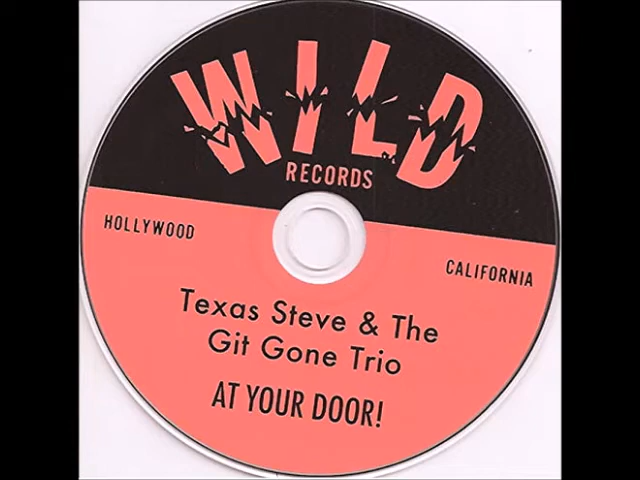 WILD
RECORDS
HOLLYWOOD
CALIFORNIA
Texas Steve & The
Git Gone Trio
AT YOUR DOOR!